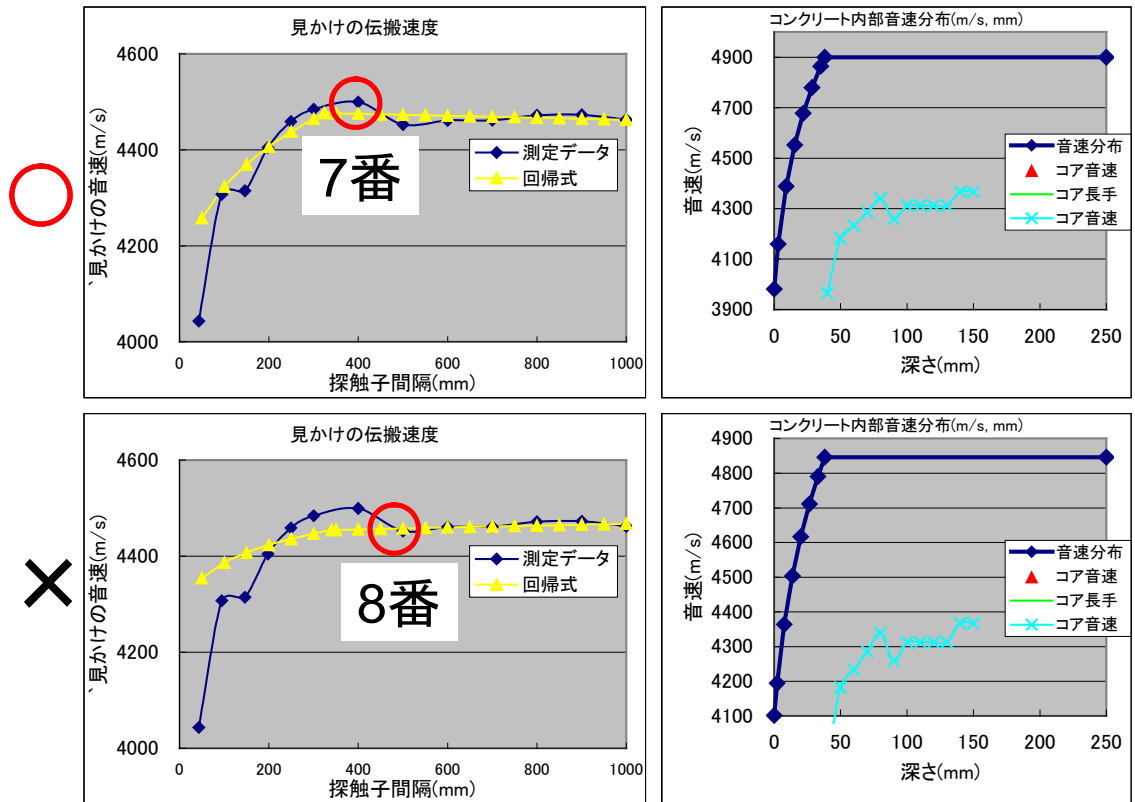 見かけの伝搬速度
4600
4400
4200
4000
`見かけの音速(m/s)
0
200
400
600
800
1000
探触子間隔(mm)
測定データ
回帰式
7番
コンクリート内部音速分布(m/s, mm)
4900
4700
4500
4300
4100
3900
音速(m/s)
0
50
100
150
200
250
深さ(mm)
音速分布
コア音速
コア長手
コア音速
見かけの伝搬速度
4600
4400
4200
4000
`見かけの音速(m/s)
0
200
400
600
800
1000
探触子間隔(mm)
測定データ
回帰式
8番
コンクリート内部音速分布(m/s, mm)
4900
4800
4700
4600
4500
4400
4300
4200
4100
音速(m/s)
0
50
100
150
200
250
深さ(mm)
音速分布
コア音速
コア長手
コア音速